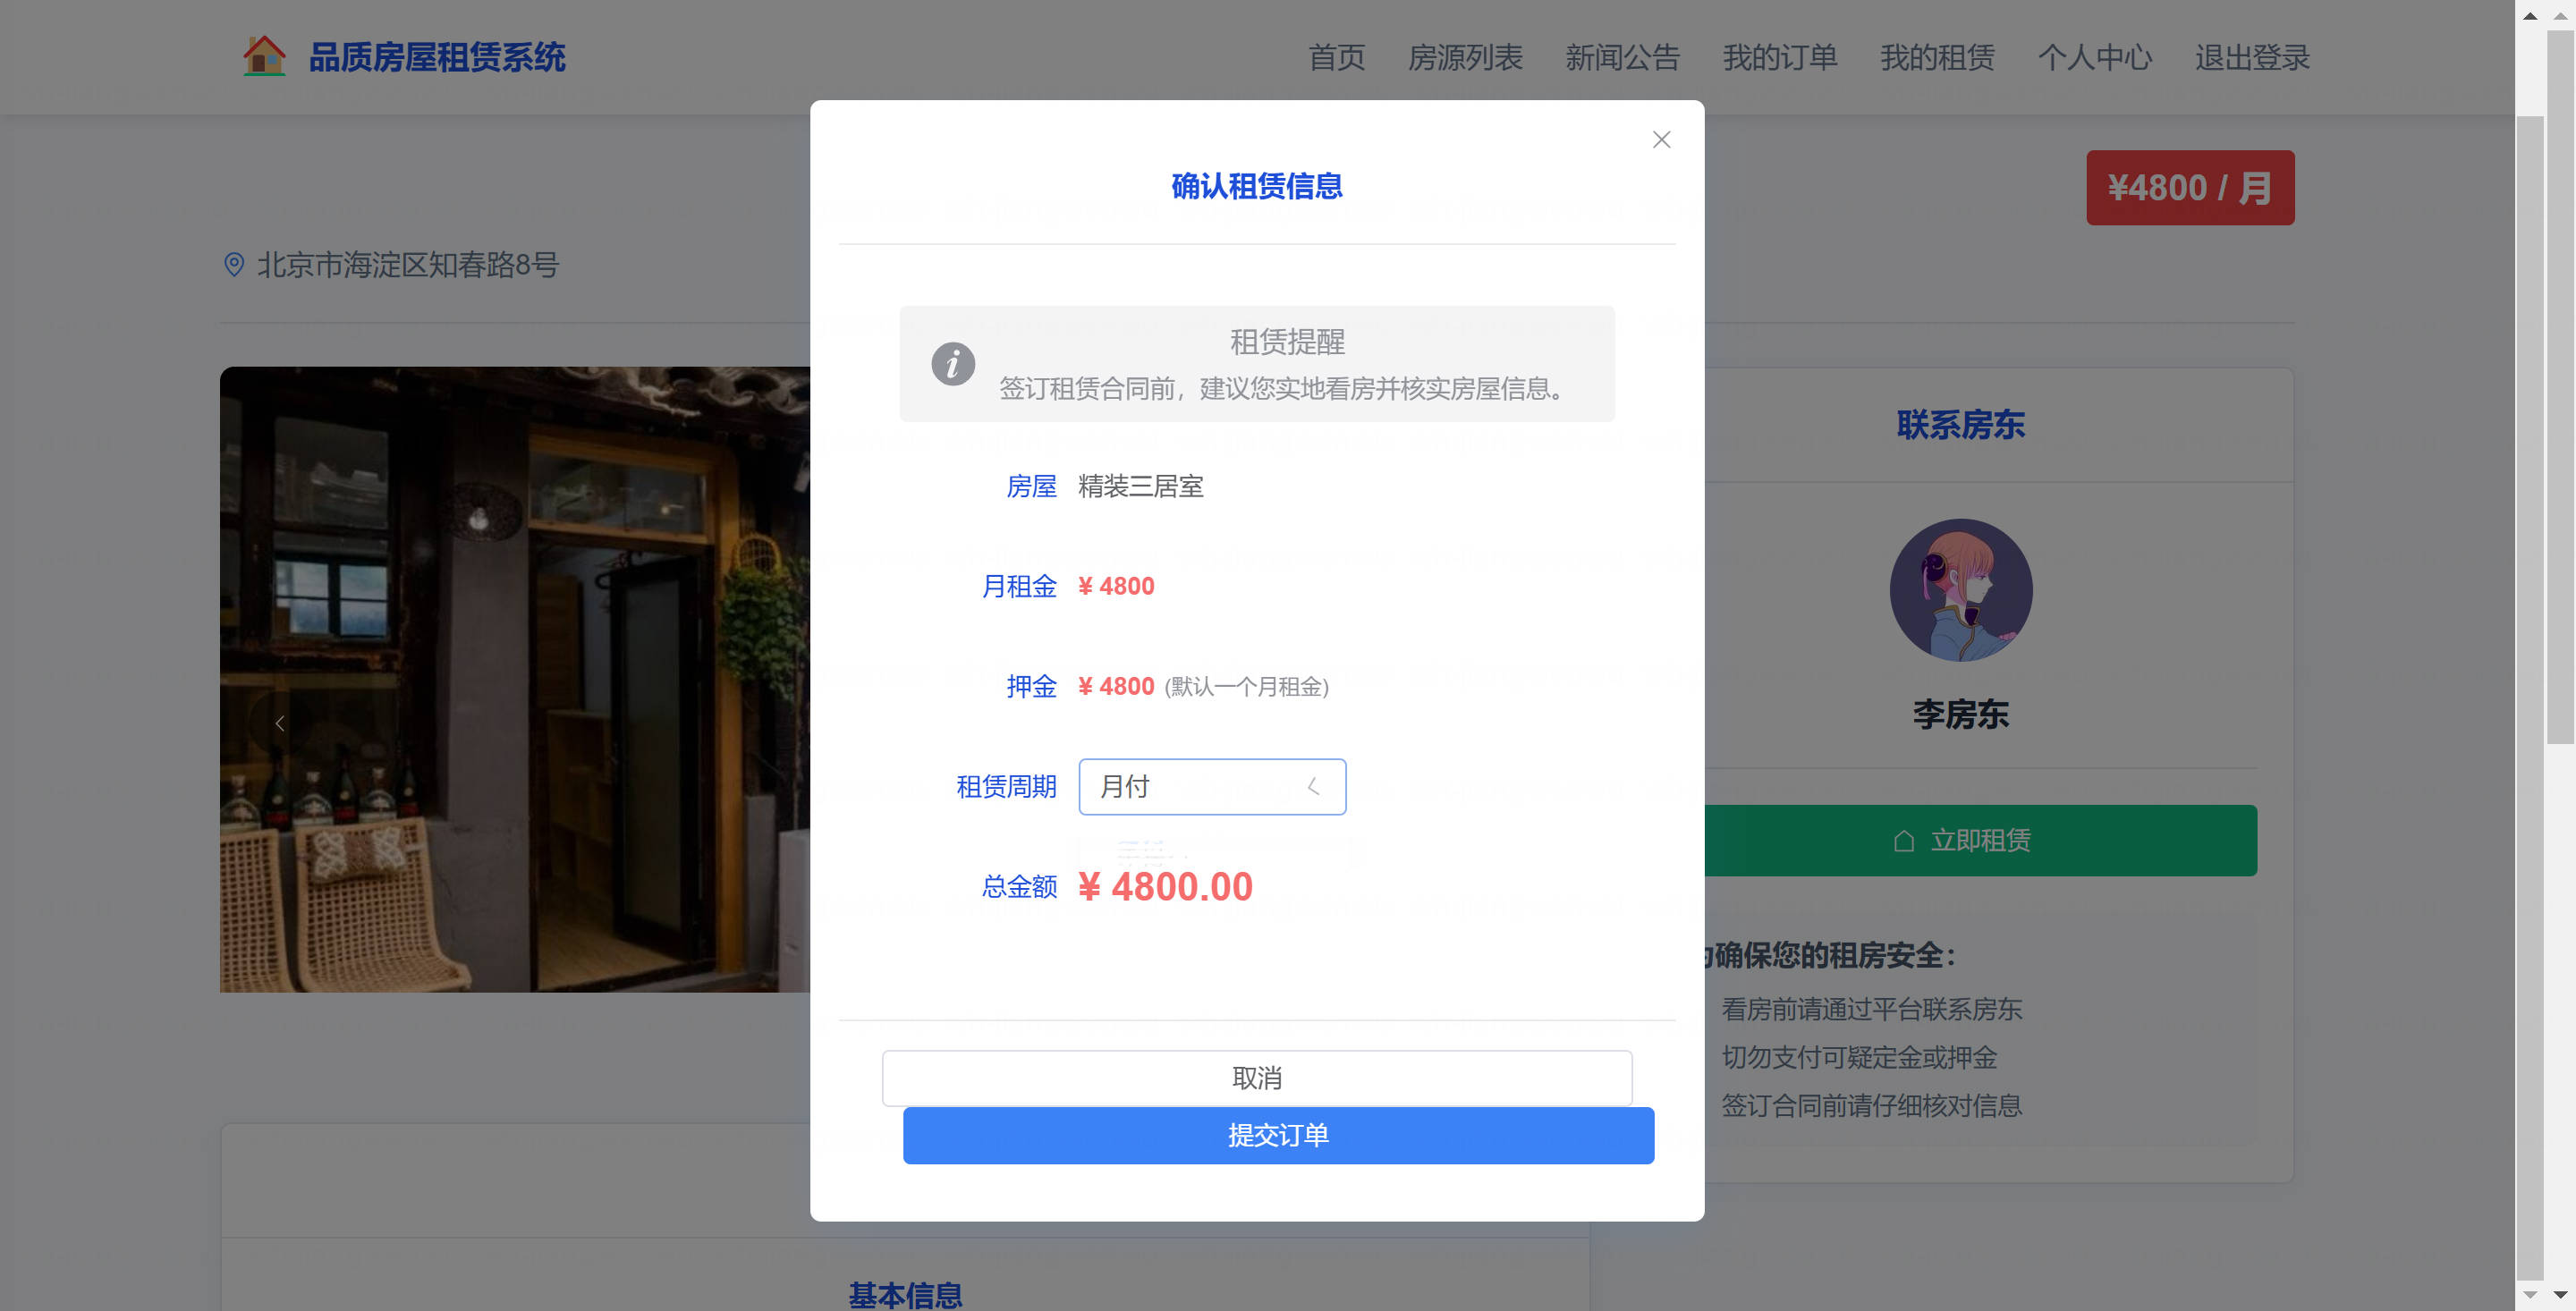 品质房屋租赁系统
首页 房源列表 新闻公告 我的订单 我的租赁 个人中心 退出登录
¥4800 / 月
北京市海淀区知春路8号
确认租赁信息
租赁提醒
签订租赁合同前，建议您实地看房并核实房屋信息。
房屋 精装三居室
月租金 ¥ 4800
押金 ¥ 4800 (默认一个月租金)
租赁周期 月付
总金额 ¥ 4800.00
取消
提交订单
联系房东
李房东
立即租赁
确保您的租房安全：
看房前请通过平台联系房东
切勿支付可疑定金或押金
签订合同前请仔细核对信息
基本信息